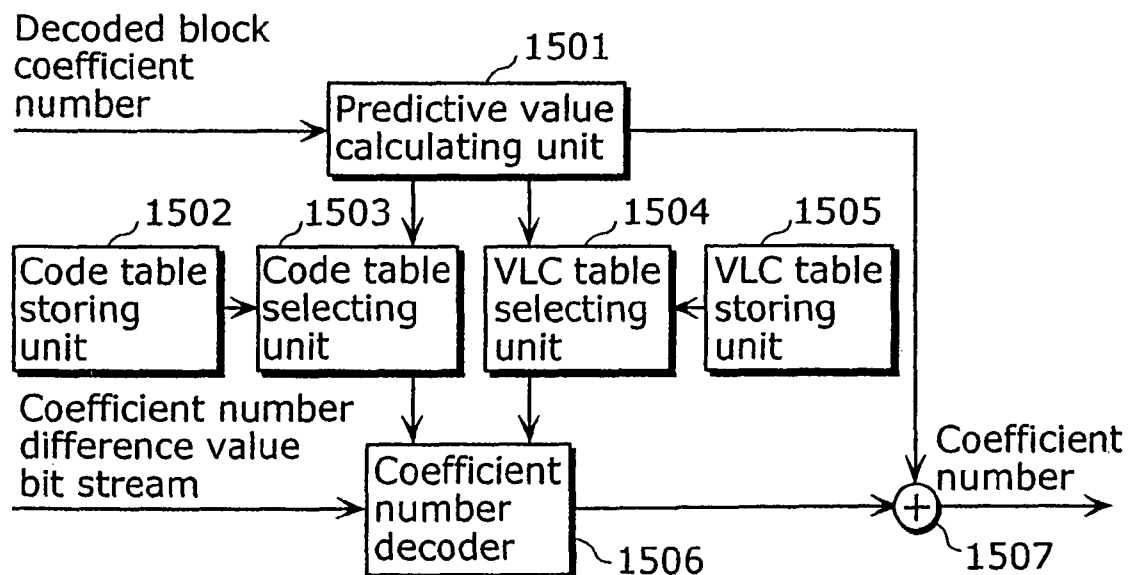 Decoded block
coefficient
number
1501
Predictive value
calculating unit
1502
1503
1504
1505
Code table
storing
unit
Code table
selecting
unit
VLC table
selecting
unit
VLC table
storing
unit
Coefficient number
difference value
bit stream
Coefficient
number
decoder
1506
Coefficient
number
+
1507